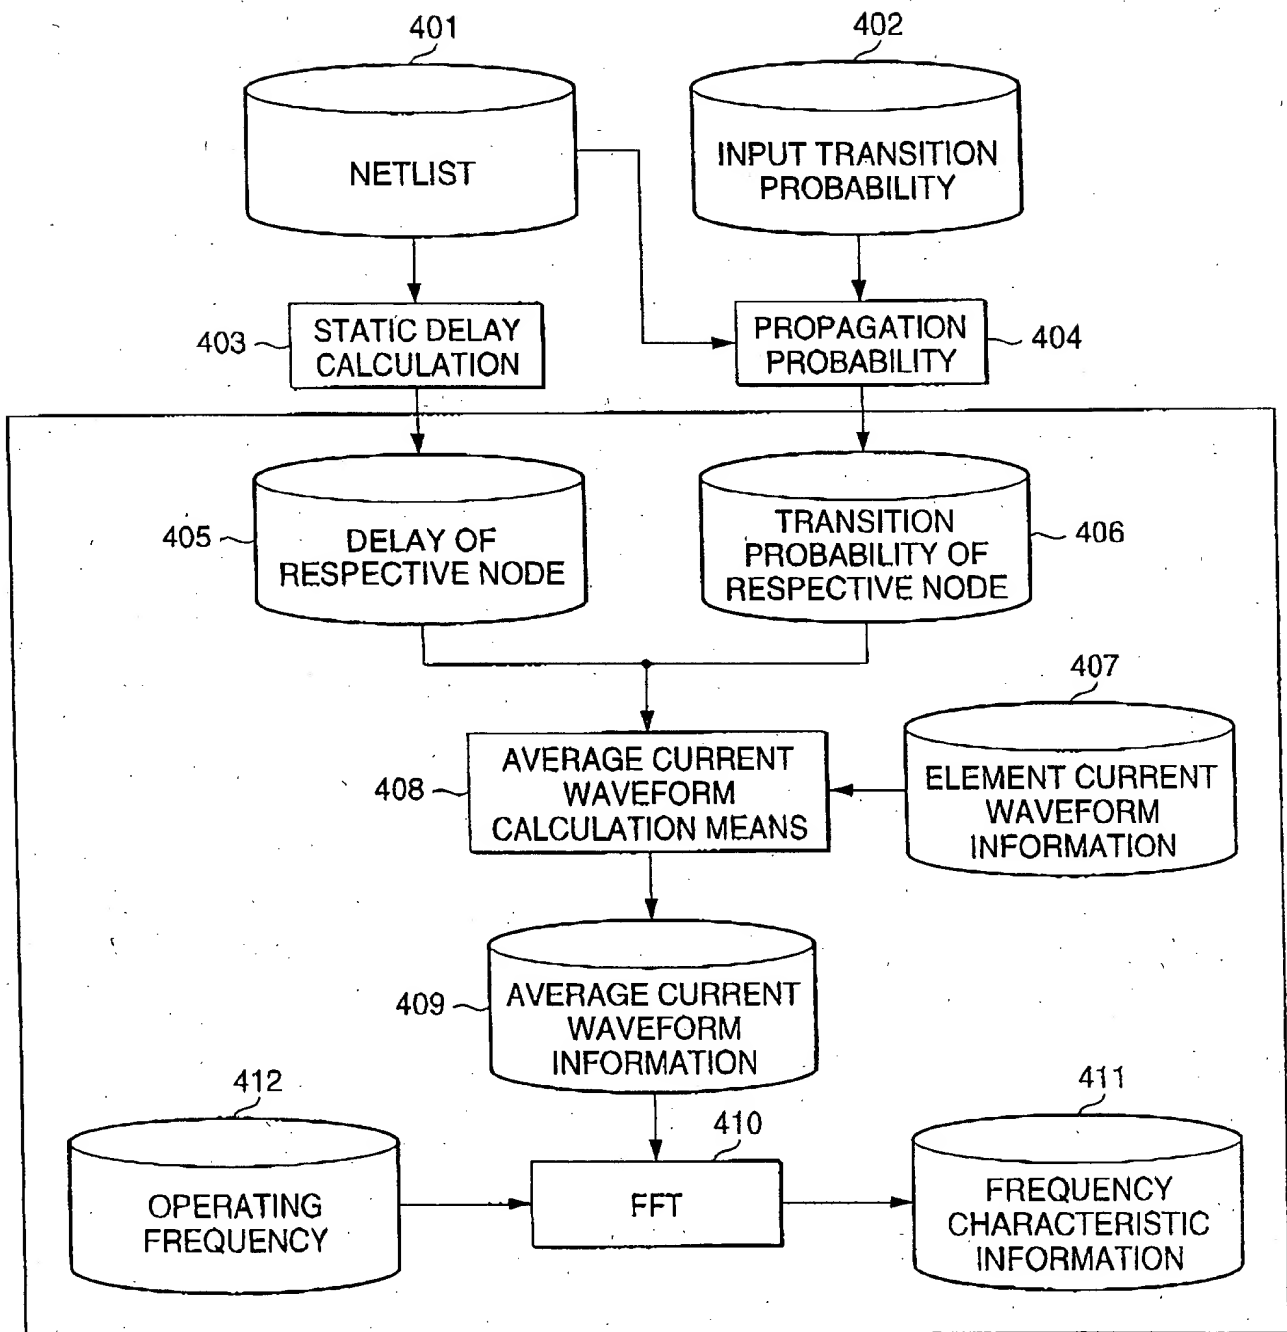 401
402
NETLIST
INPUT TRANSITION
PROBABILITY
403
STATIC DELAY
CALCULATION
PROPAGATION
PROBABILITY
404
405
DELAY OF
RESPECTIVE NODE
TRANSITION
PROBABILITY OF
RESPECTIVE NODE
406
407
408
AVERAGE CURRENT
WAVEFORM
CALCULATION MEANS
ELEMENT CURRENT
WAVEFORM
INFORMATION
409
AVERAGE CURRENT
WAVEFORM
INFORMATION
412
410
411
OPERATING
FREQUENCY
FFT
FREQUENCY
CHARACTERISTIC
INFORMATION